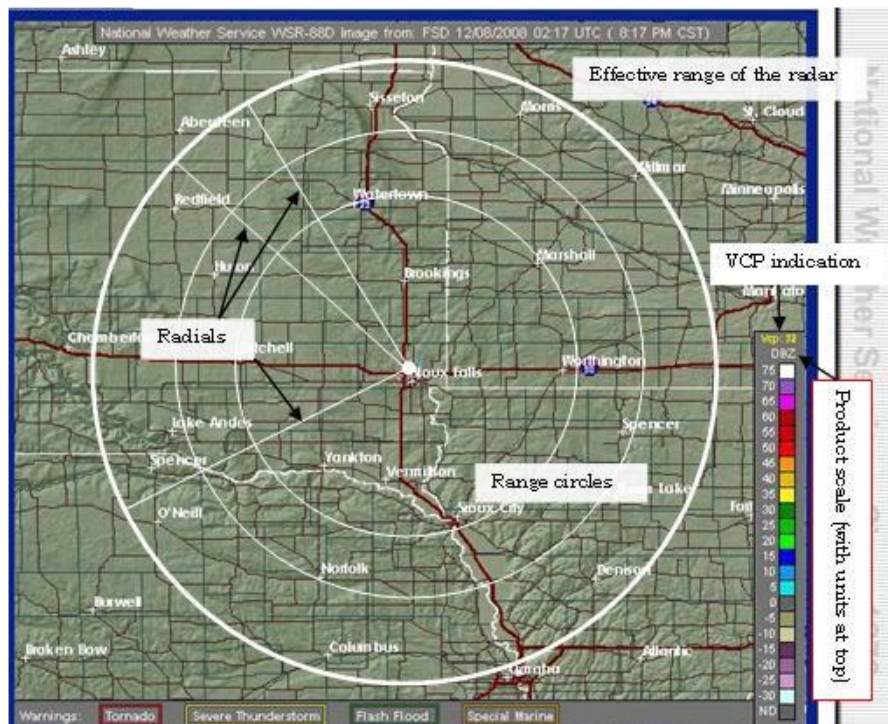 National Weather Service WSR-88D Image from: FSD 12/08/2008 02:17 UTC ( 8:17 PM CST)
Ashley
Effective range of the radar
Sisseton
Morris
St. Cloud
Aberdeen
Willmar
Minneapolis
Redfield
Watertown
Marshall
VCP indication
Huron
Brookings
Radials
Chamberlain
Mitchell
Sioux Falls
Worthington
Vcp: 32
DBZ
75
70
65
60
55
50
45
40
35
30
25
20
15
10
5
0
-5
-10
-15
-20
-25
-30
ND
Product scale (with units at top)
Lake Andes
Spencer
Spencer
Yankton
Vermillion
Range circles
Lake
O'Neill
Sioux City
Norfolk
Denison
Burwell
Broken Bow
Columbus
Omaha
Atlantic
Warnings:
Tornado
Severe Thunderstorm
Flash Flood
Special Marine